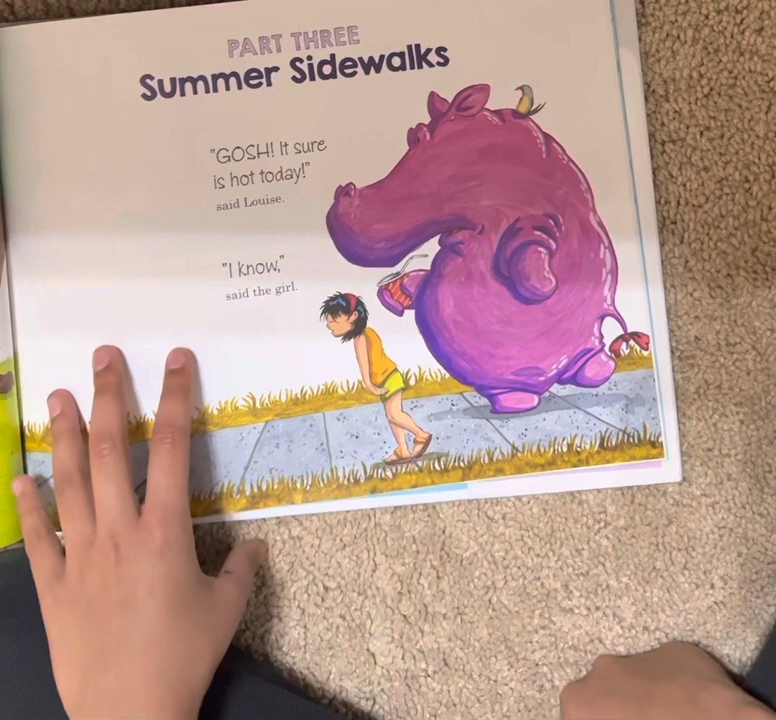 PART THREE
Summer Sidewalks
"GOSH! It sure
is hot today!"
said Louise.
"I know,"
said the girl.